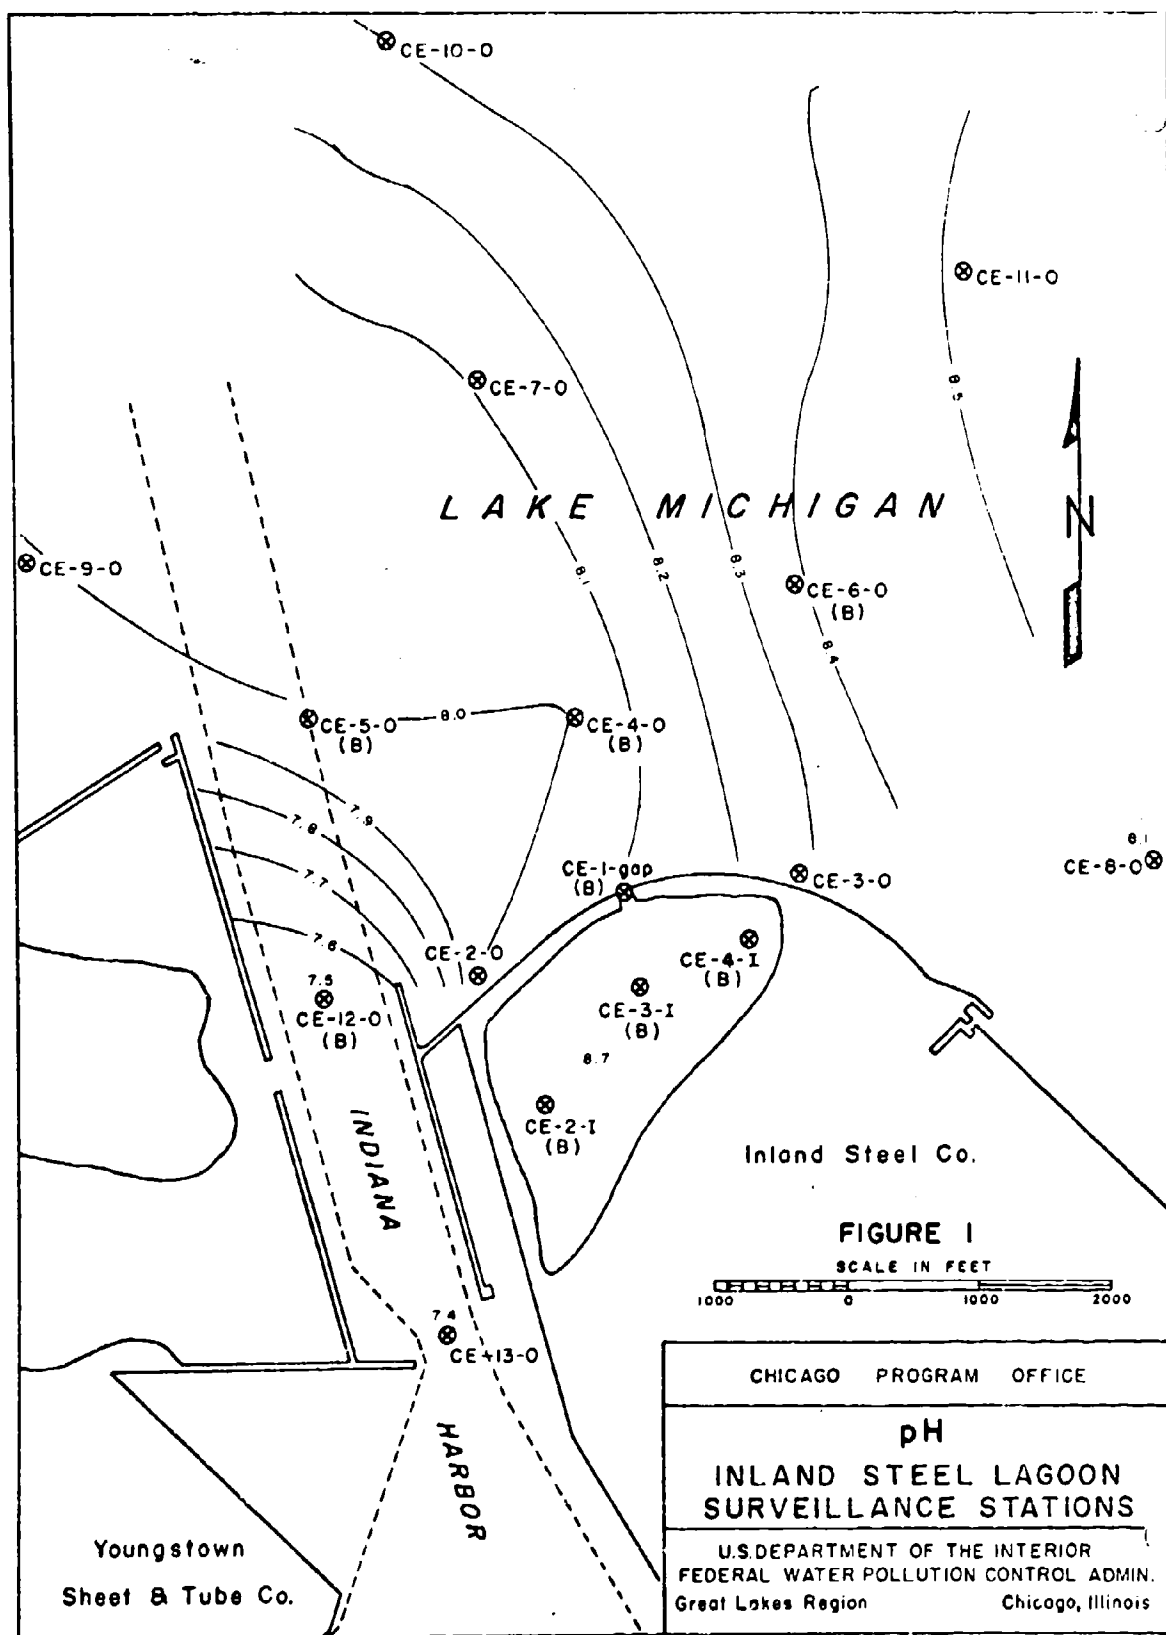 CE-10-0
CE-11-0
CE-7-0
8.5
LAKE MICHIGAN
N
CE-9-0
8.1
8.2
8.3
CE-6-0
(B)
8.4
CE-5-0
(B)
8.0
CE-4-0
(B)
7.9
7.8
7.7
7.6
CE-1-gap
(B)
CE-3-0
8.1
CE-8-0
CE-2-0
CE-4-I
(B)
7.5
CE-12-0
(B)
CE-3-I
(B)
8.7
CE-2-I
(B)
INDIANA
HARBOR
Inland Steel Co.
7.4
CE-13-0
FIGURE 1
SCALE IN FEET
1000 0 1000 2000
CHICAGO PROGRAM OFFICE
pH
INLAND STEEL LAGOON
SURVEILLANCE STATIONS
U.S. DEPARTMENT OF THE INTERIOR
FEDERAL WATER POLLUTION CONTROL ADMIN.
Great Lakes Region Chicago, Illinois
Youngstown
Sheet & Tube Co.